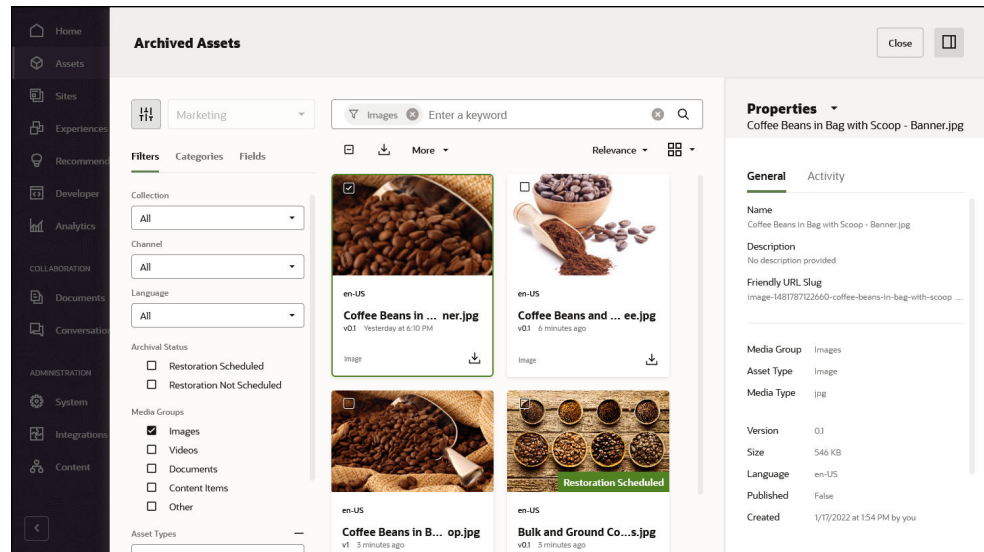 Home
Assets
Sites
Experiences
Recommend
Developer
Analytics
COLLABORATION
Documents
Conversation
ADMINISTRATION
System
Integrations
Content
Archived Assets
Close
Marketing
Filters Categories Fields
Collection
All
Channel
All
Language
All
Archival Status
Restoration Scheduled
Restoration Not Scheduled
Media Groups
Images
Videos
Documents
Content Items
Other
Asset Types
Images Enter a keyword
More Relevance
en-US
Coffee Beans in ... ner.jpg
v0.1 Yesterday at 6:10 PM
Image
en-US
Coffee Beans and ... ee.jpg
v0.1 6 minutes ago
Image
en-US
Coffee Beans in B... op.jpg
v1 3 minutes ago
Restoration Scheduled
en-US
Bulk and Ground Co...s.jpg
v0.1 3 minutes ago
Properties
Coffee Beans in Bag with Scoop - Banner.jpg
General Activity
Name
Coffee Beans in Bag with Scoop - Banner.jpg
Description
No description provided
Friendly URL Slug
image-1481787122660-coffee-beans-in-bag-with-scoop ...
Media Group Images
Asset Type Image
Media Type jpg
Version 0.1
Size 546 KB
Language en-US
Published False
Created 1/17/2022 at 1:54 PM by you